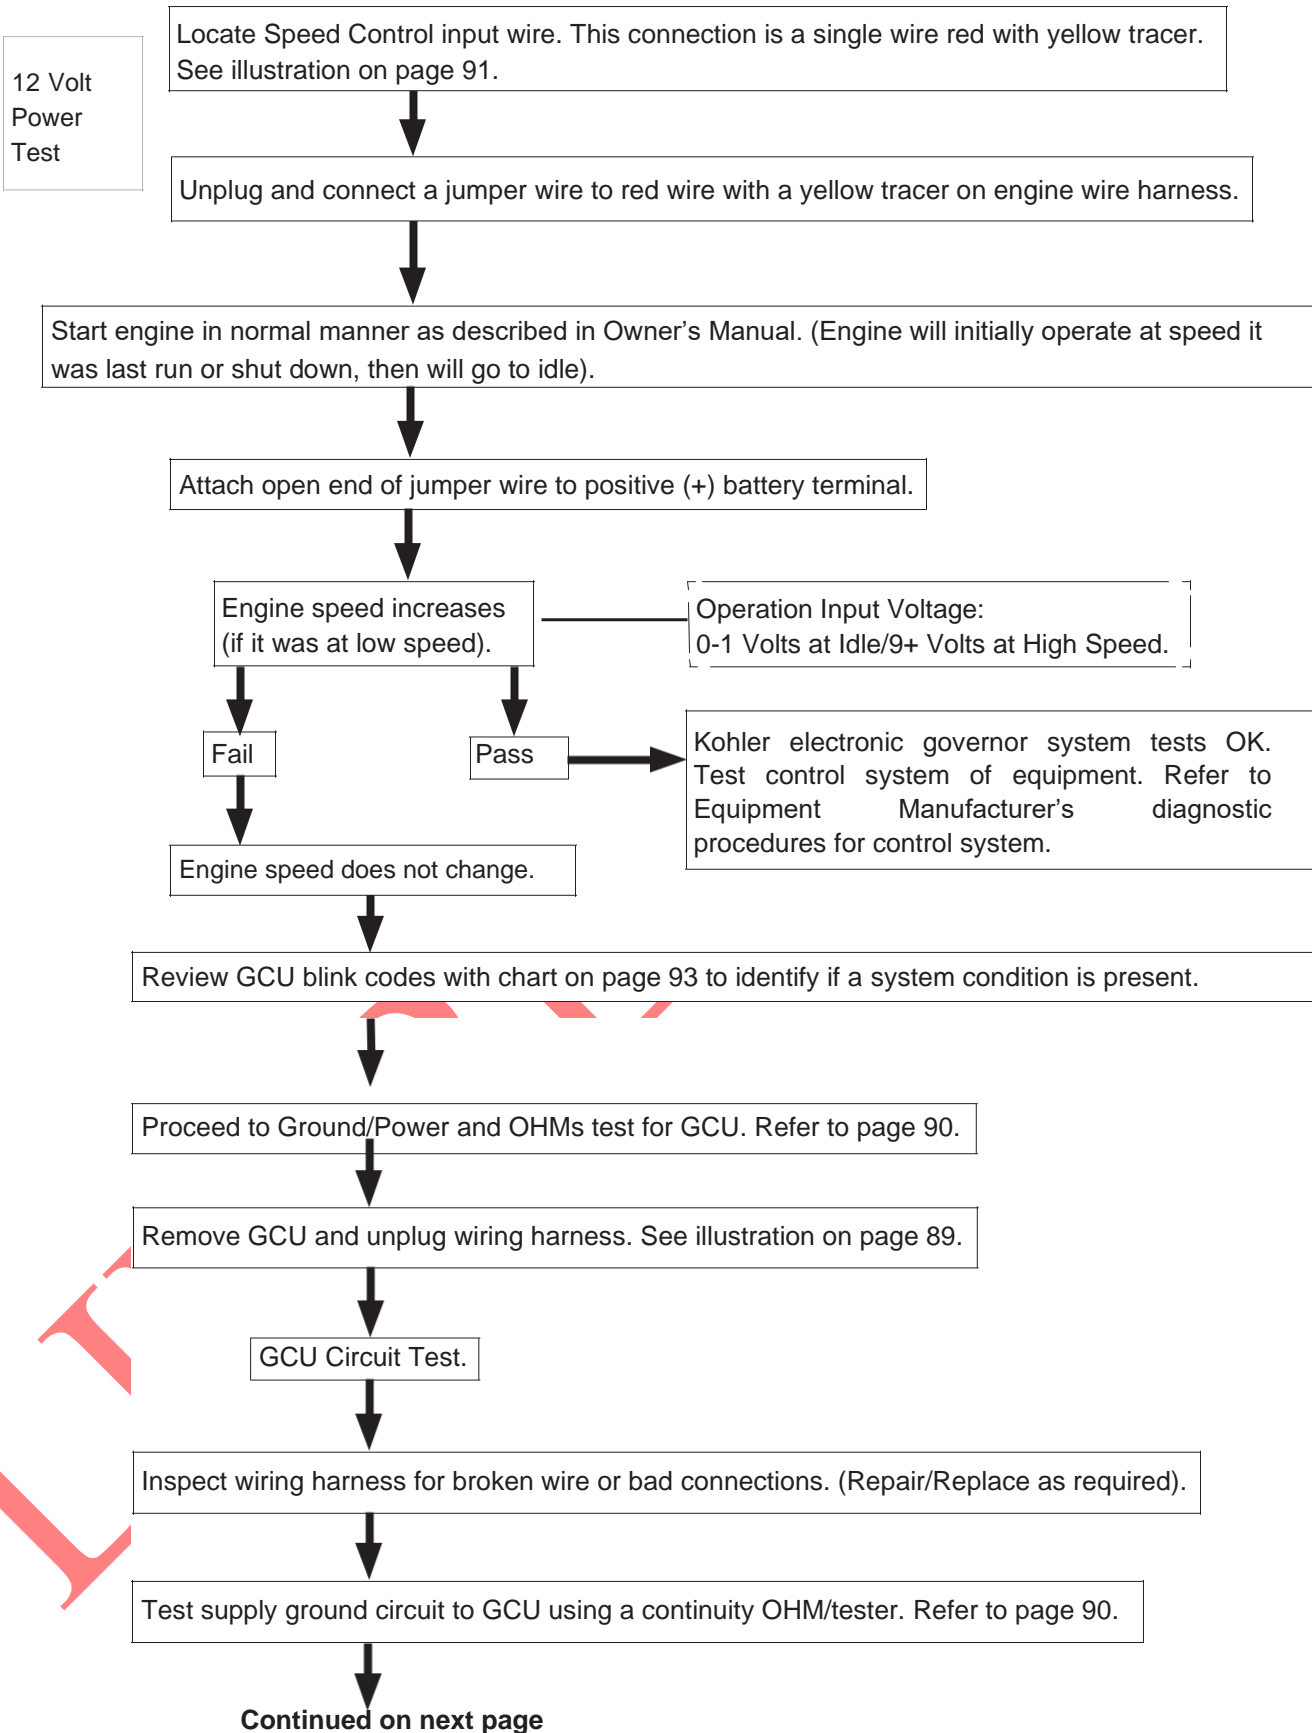 12 Volt
Power
Test
Locate Speed Control input wire. This connection is a single wire red with yellow tracer.
See illustration on page 91.
Unplug and connect a jumper wire to red wire with a yellow tracer on engine wire harness.
Start engine in normal manner as described in Owner’s Manual. (Engine will initially operate at speed it
was last run or shut down, then will go to idle).
Attach open end of jumper wire to positive (+) battery terminal.
Engine speed increases
(if it was at low speed).
Operation Input Voltage:
0-1 Volts at Idle/9+ Volts at High Speed.
Fail
Pass
Kohler electronic governor system tests OK.
Test control system of equipment. Refer to
Equipment Manufacturer’s diagnostic
procedures for control system.
Engine speed does not change.
Review GCU blink codes with chart on page 93 to identify if a system condition is present.
Proceed to Ground/Power and OHMs test for GCU. Refer to page 90.
Remove GCU and unplug wiring harness. See illustration on page 89.
GCU Circuit Test.
Inspect wiring harness for broken wire or bad connections. (Repair/Replace as required).
Test supply ground circuit to GCU using a continuity OHM/tester. Refer to page 90.
Continued on next page